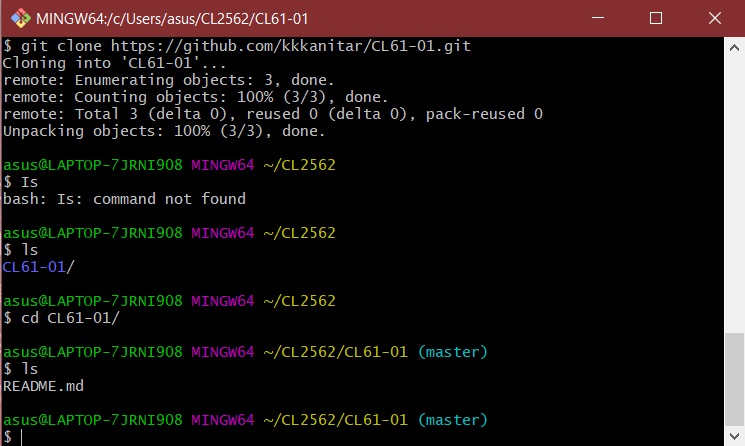 MINGW64:/c/Users/asus/CL2562/CL61-01
$ git clone https://github.com/kkkanitar/CL61-01.git
Cloning into 'CL61-01'...
remote: Enumerating objects: 3, done.
remote: Counting objects: 100% (3/3), done.
remote: Total 3 (delta 0), reused 0 (delta 0), pack-reused 0
Unpacking objects: 100% (3/3), done.
asus@LAPTOP-7JRNI908 MINGW64 ~/CL2562
$ Is
bash: Is: command not found
asus@LAPTOP-7JRNI908 MINGW64 ~/CL2562
$ ls
CL61-01/
asus@LAPTOP-7JRNI908 MINGW64 ~/CL2562
$ cd CL61-01/
asus@LAPTOP-7JRNI908 MINGW64 ~/CL2562/CL61-01 (master)
$ ls
README.md
asus@LAPTOP-7JRNI908 MINGW64 ~/CL2562/CL61-01 (master)
$